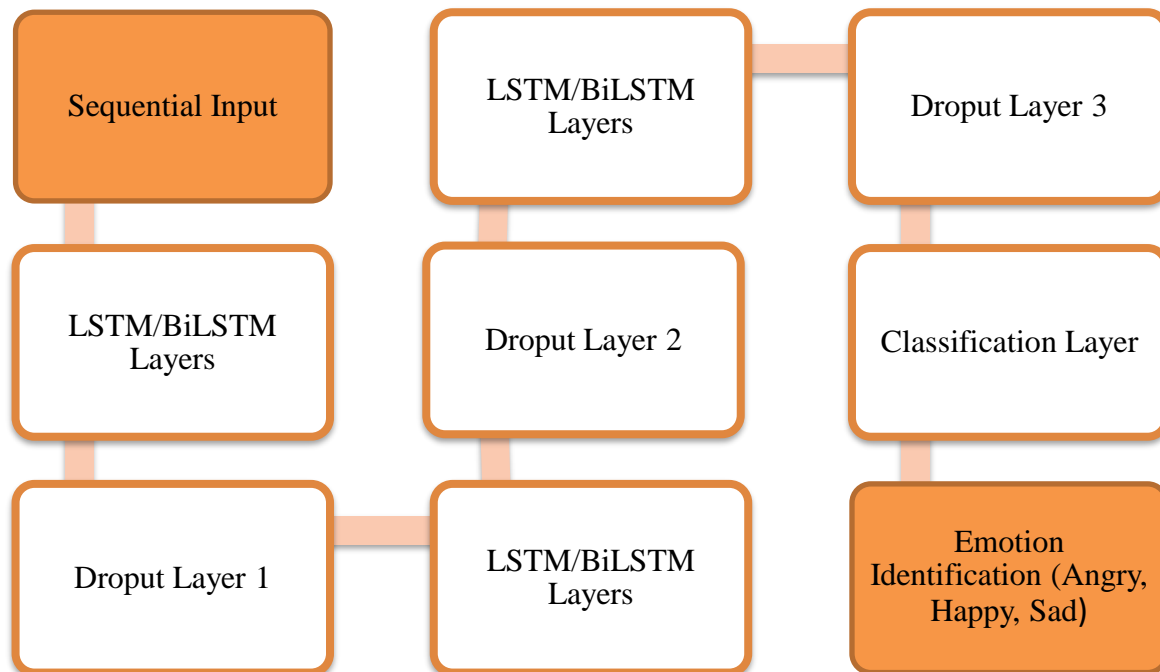 Sequential Input
LSTM/BiLSTM
Layers
Droput Layer 1
LSTM/BiLSTM
Layers
Droput Layer 2
LSTM/BiLSTM
Layers
Droput Layer 3
Classification Layer
Emotion
Identification (Angry,
Happy, Sad)